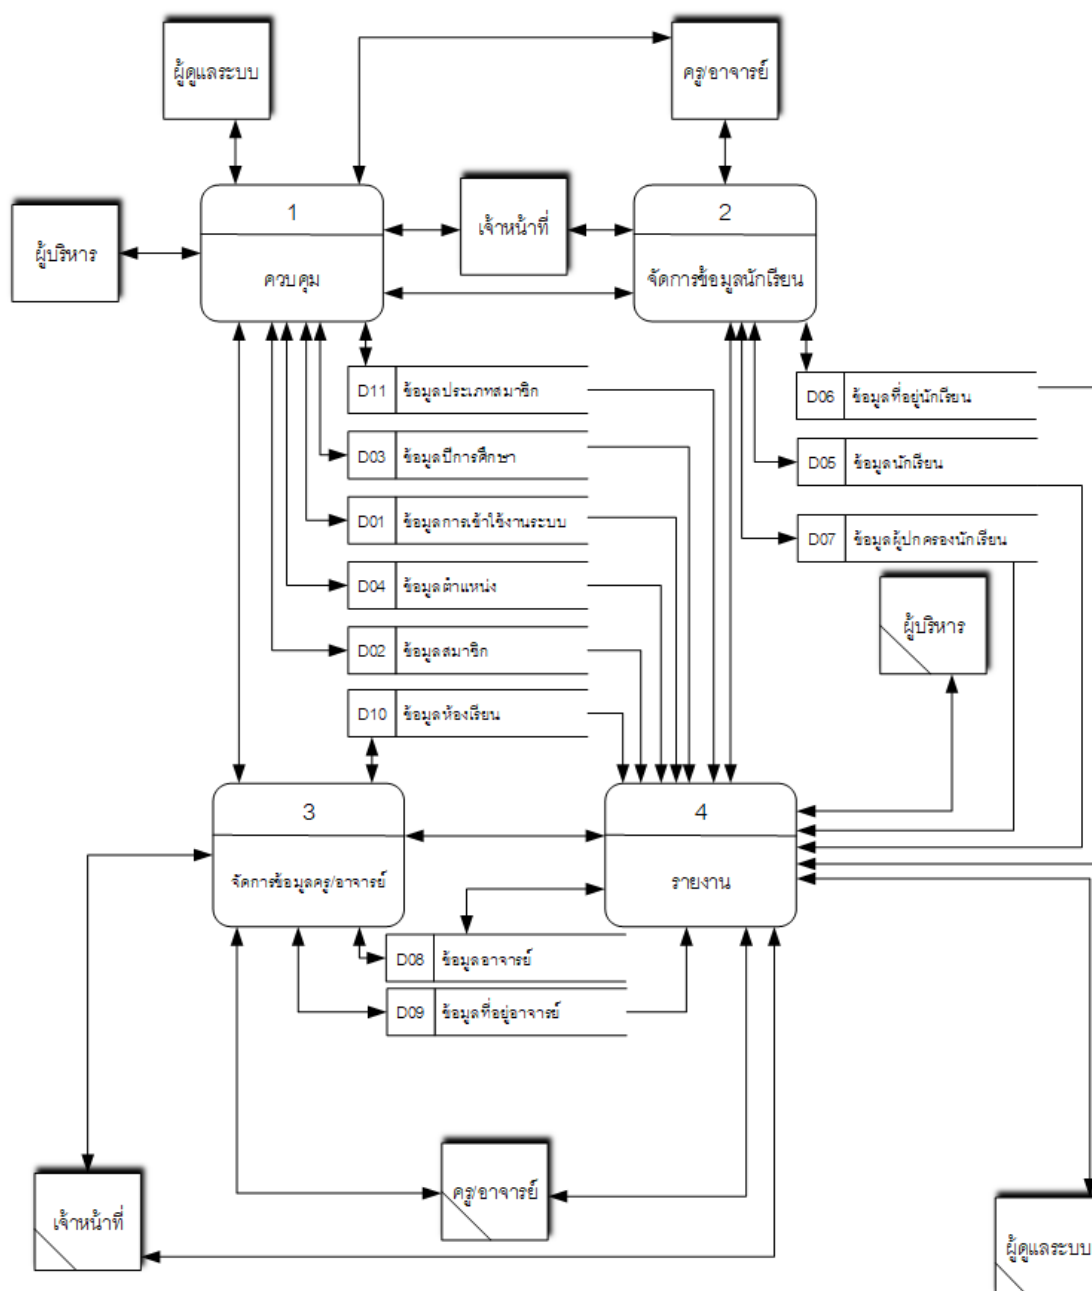 ผู้ดูแลระบบ
ครู/อาจารย์
ผู้บริหาร
1
ควบคุม
เจ้าหน้าที่
2
จัดการข้อมูลนักเรียน
D11 ข้อมูลประเภทสมาชิก
D06 ข้อมูลที่อยู่นักเรียน
D03 ข้อมูลปีการศึกษา
D05 ข้อมูลนักเรียน
D01 ข้อมูลการเข้าใช้งานระบบ
D07 ข้อมูลผู้ปกครองนักเรียน
D04 ข้อมูลตำแหน่ง
ผู้บริหาร
D02 ข้อมูลสมาชิก
D10 ข้อมูลห้องเรียน
3
จัดการข้อมูลครู/อาจารย์
4
รายงาน
D08 ข้อมูลอาจารย์
D09 ข้อมูลที่อยู่อาจารย์
ครู/อาจารย์
เจ้าหน้าที่
ผู้ดูแลระบบ